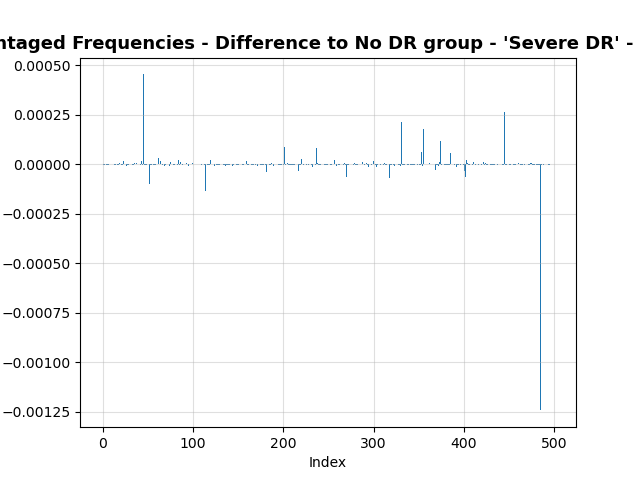 ntaged Frequencies - Difference to No DR group - 'Severe DR' -
0.00050
0.00025
0.00000
−0.00025
−0.00050
−0.00075
−0.00100
−0.00125
0 100 200 300 400 500
Index